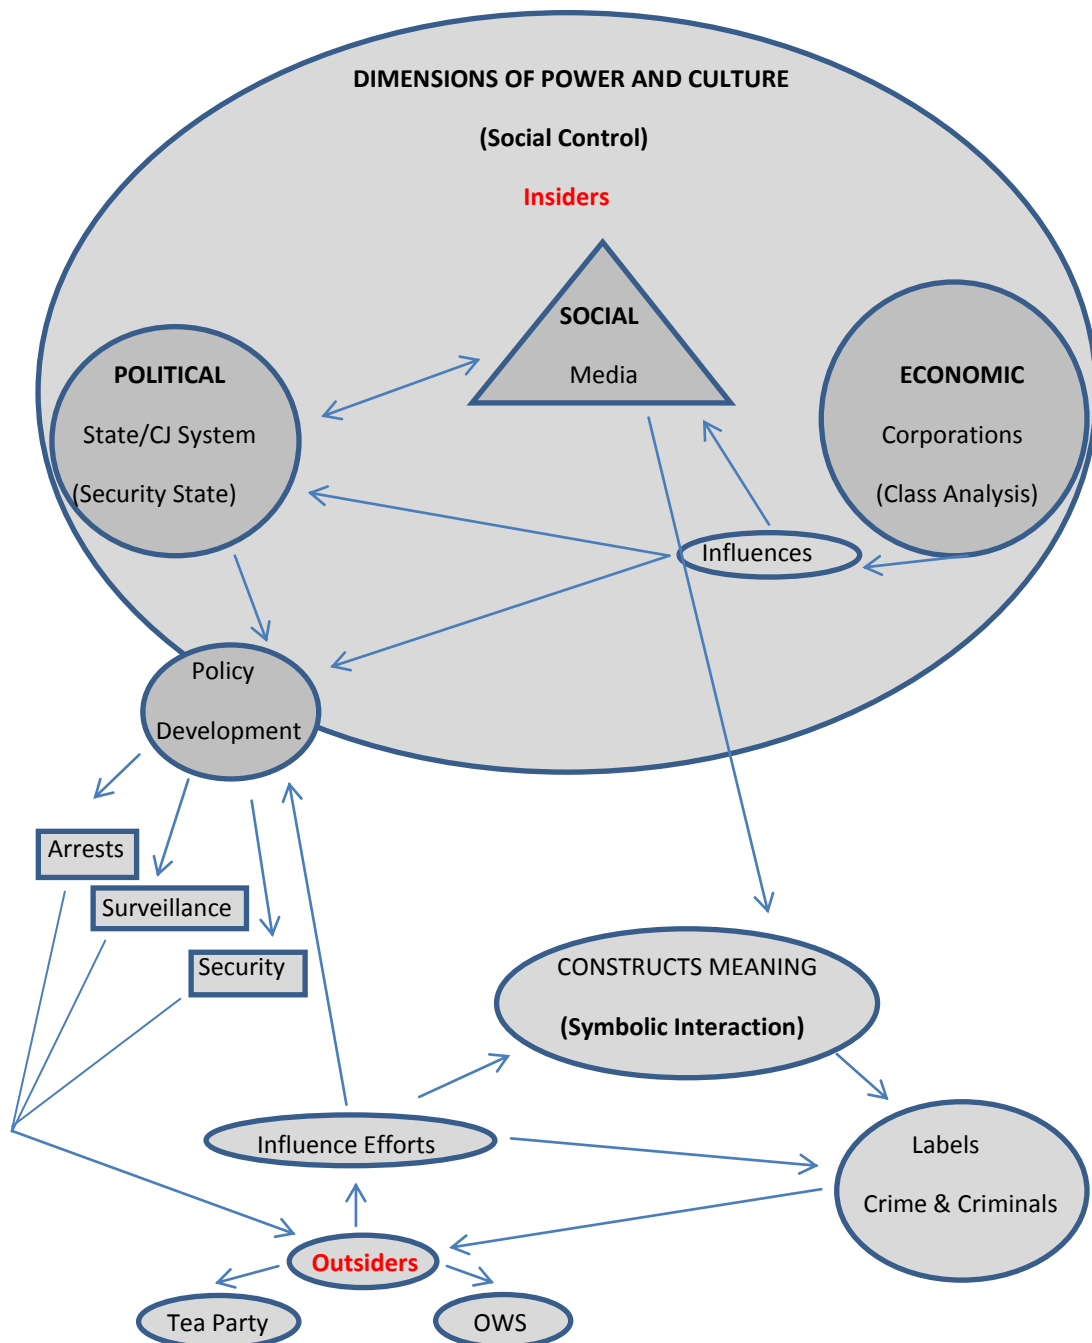 DIMENSIONS OF POWER AND CULTURE
(Social Control)
Insiders
SOCIAL
Media
POLITICAL
State/CJ System
(Security State)
ECONOMIC
Corporations
(Class Analysis)
Influences
Policy
Development
Arrests
Surveillance
Security
CONSTRUCTS MEANING
(Symbolic Interaction)
Influence Efforts
Labels
Crime & Criminals
Outsiders
Tea Party
OWS